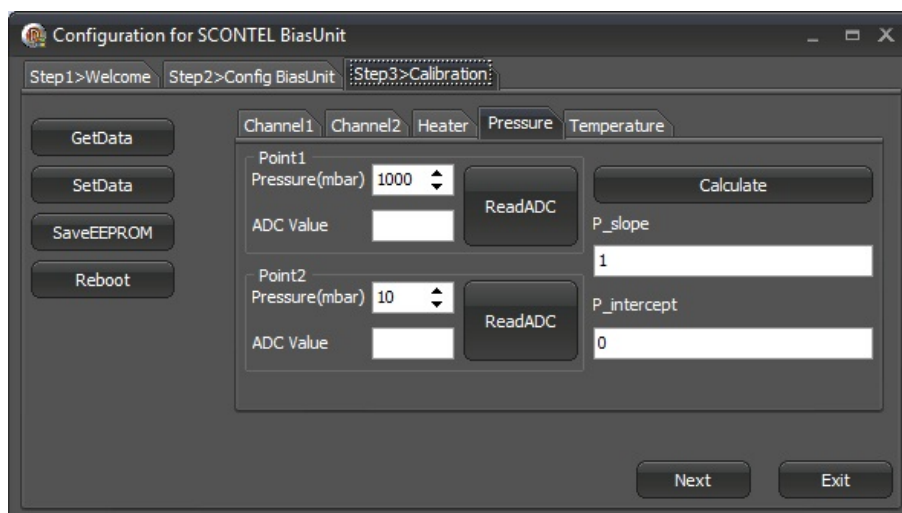 Configuration for SCONTEL BiasUnit
Step1>Welcome Step2>Config BiasUnit Step3>Calibration
GetData
SetData
SaveEEPROM
Reboot
Channel1 Channel2 Heater Pressure Temperature
Point1
Pressure(mbar) 1000
ADC Value
ReadADC
Point2
Pressure(mbar) 10
ADC Value
ReadADC
Calculate
P_slope
1
P_intercept
0
Next Exit